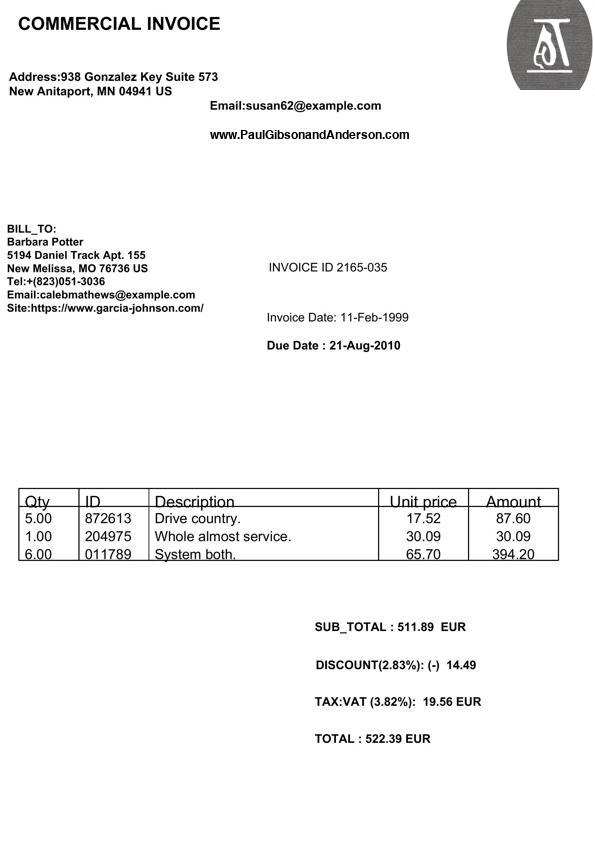 COMMERCIAL INVOICE
Address:938 Gonzalez Key Suite 573
New Anitaport, MN 04941 US
Email:susan62@example.com
www.PaulGibsonandAnderson.com
BILL_TO:
Barbara Potter
5194 Daniel Track Apt. 155
New Melissa, MO 76736 US
Tel:+(823)051-3036
Email:calebmathews@example.com
Site:https://www.garcia-johnson.com/
INVOICE ID 2165-035
Invoice Date: 11-Feb-1999
Due Date : 21-Aug-2010
Qty ID Description Unit price Amount
5.00 872613 Drive country. 17.52 87.60
1.00 204975 Whole almost service. 30.09 30.09
6.00 011789 System both. 65.70 394.20
SUB_TOTAL : 511.89 EUR
DISCOUNT(2.83%): (-) 14.49
TAX:VAT (3.82%): 19.56 EUR
TOTAL : 522.39 EUR